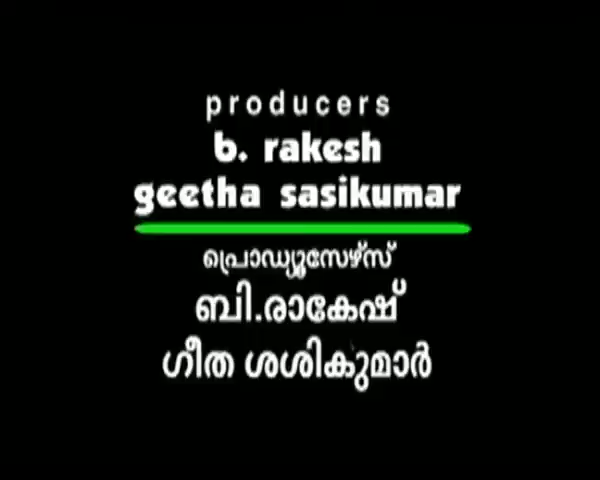 producers
b. rakesh
geetha sasikumar
പ്രൊഡ്യൂസേഴ്സ്
ബി.രാകേഷ്
ഗീത ശശികുമാർ